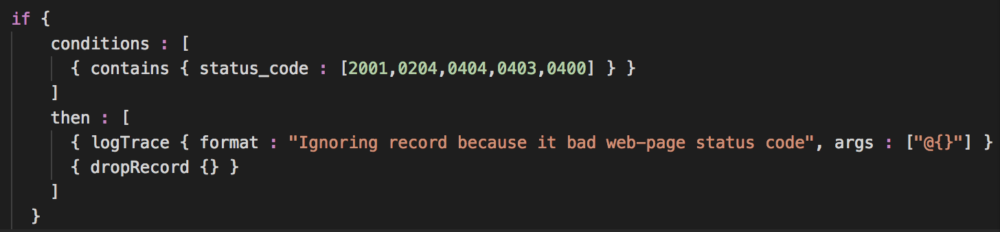 if {
conditions : [
{ contains { status_code : [2001,0204,0404,0403,0400] } }
]
then : [
{ logTrace { format : "Ignoring record because it bad web-page status code", args : ["@{}"] }
{ dropRecord {} }
]
}